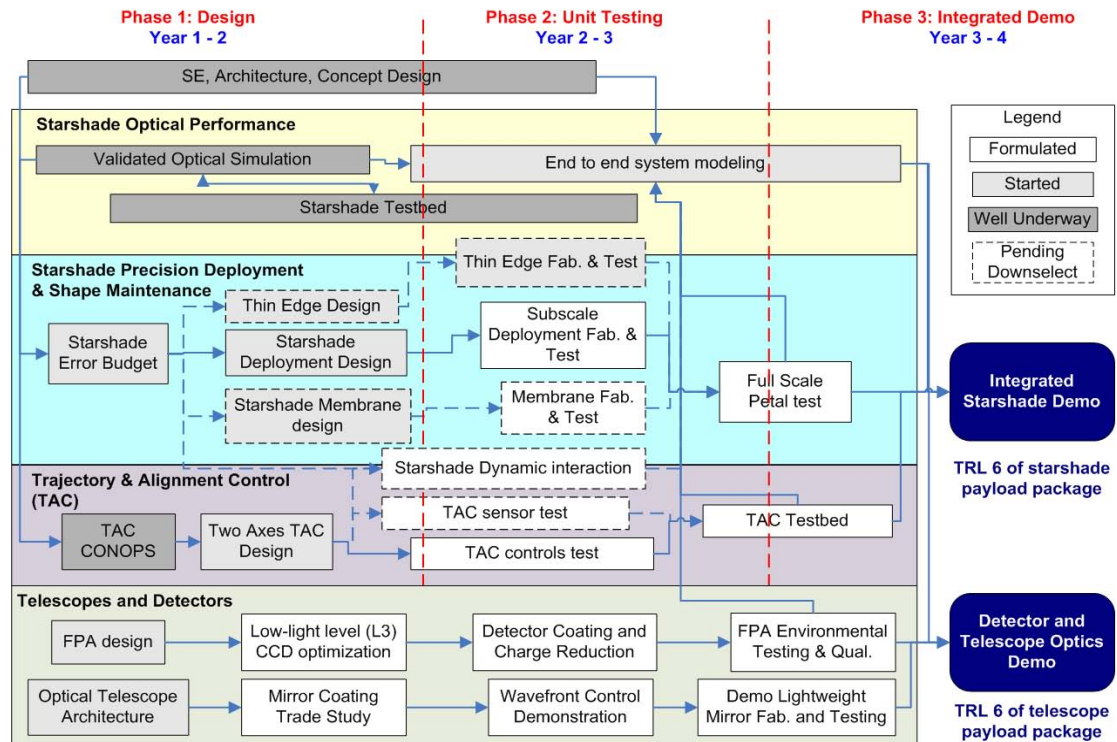 Phase 1: Design
Year 1 - 2
Phase 2: Unit Testing
Year 2 - 3
Phase 3: Integrated Demo
Year 3 - 4
SE, Architecture, Concept Design
Starshade Optical Performance
Validated Optical Simulation
End to end system modeling
Starshade Testbed
Legend
Formulated
Started
Well Underway
Pending
Downselect
Starshade Precision Deployment
& Shape Maintenance
Thin Edge Fab. & Test
Thin Edge Design
Starshade
Error Budget
Starshade
Deployment Design
Subscale
Deployment Fab. &
Test
Starshade Membrane
design
Membrane Fab.
& Test
Full Scale
Petal test
Integrated
Starshade Demo
TRL 6 of starshade
payload package
Starshade Dynamic interaction
Trajectory & Alignment Control
(TAC)
TAC sensor test
TAC
CONOPS
Two Axes TAC
Design
TAC controls test
TAC Testbed
Telescopes and Detectors
FPA design
Low-light level (L3)
CCD optimization
Detector Coating and
Charge Reduction
FPA Environmental
Testing & Qual.
Optical Telescope
Architecture
Mirror Coating
Trade Study
Wavefront Control
Demonstration
Demo Lightweight
Mirror Fab. and Testing
Detector and
Telescope Optics
Demo
TRL 6 of telescope
payload package